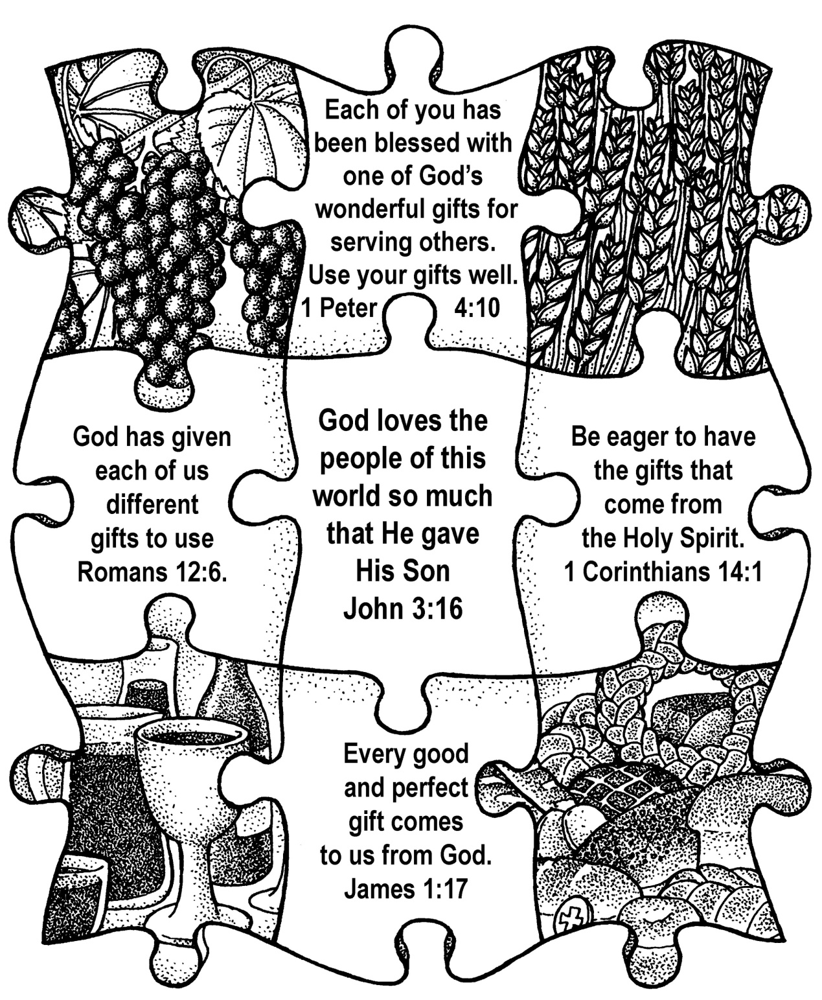 Each of you has
been blessed with
one of God's
wonderful gifts for
serving others.
Use your gifts well.
1 Peter 4:10
God has given
each of us
different
gifts to use
Romans 12:6.
God loves the
people of this
world so much
that He gave
His Son
John 3:16
Be eager to have
the gifts that
come from
the Holy Spirit.
1 Corinthians 14:1
Every good
and perfect
gift comes
to us from God.
James 1:17